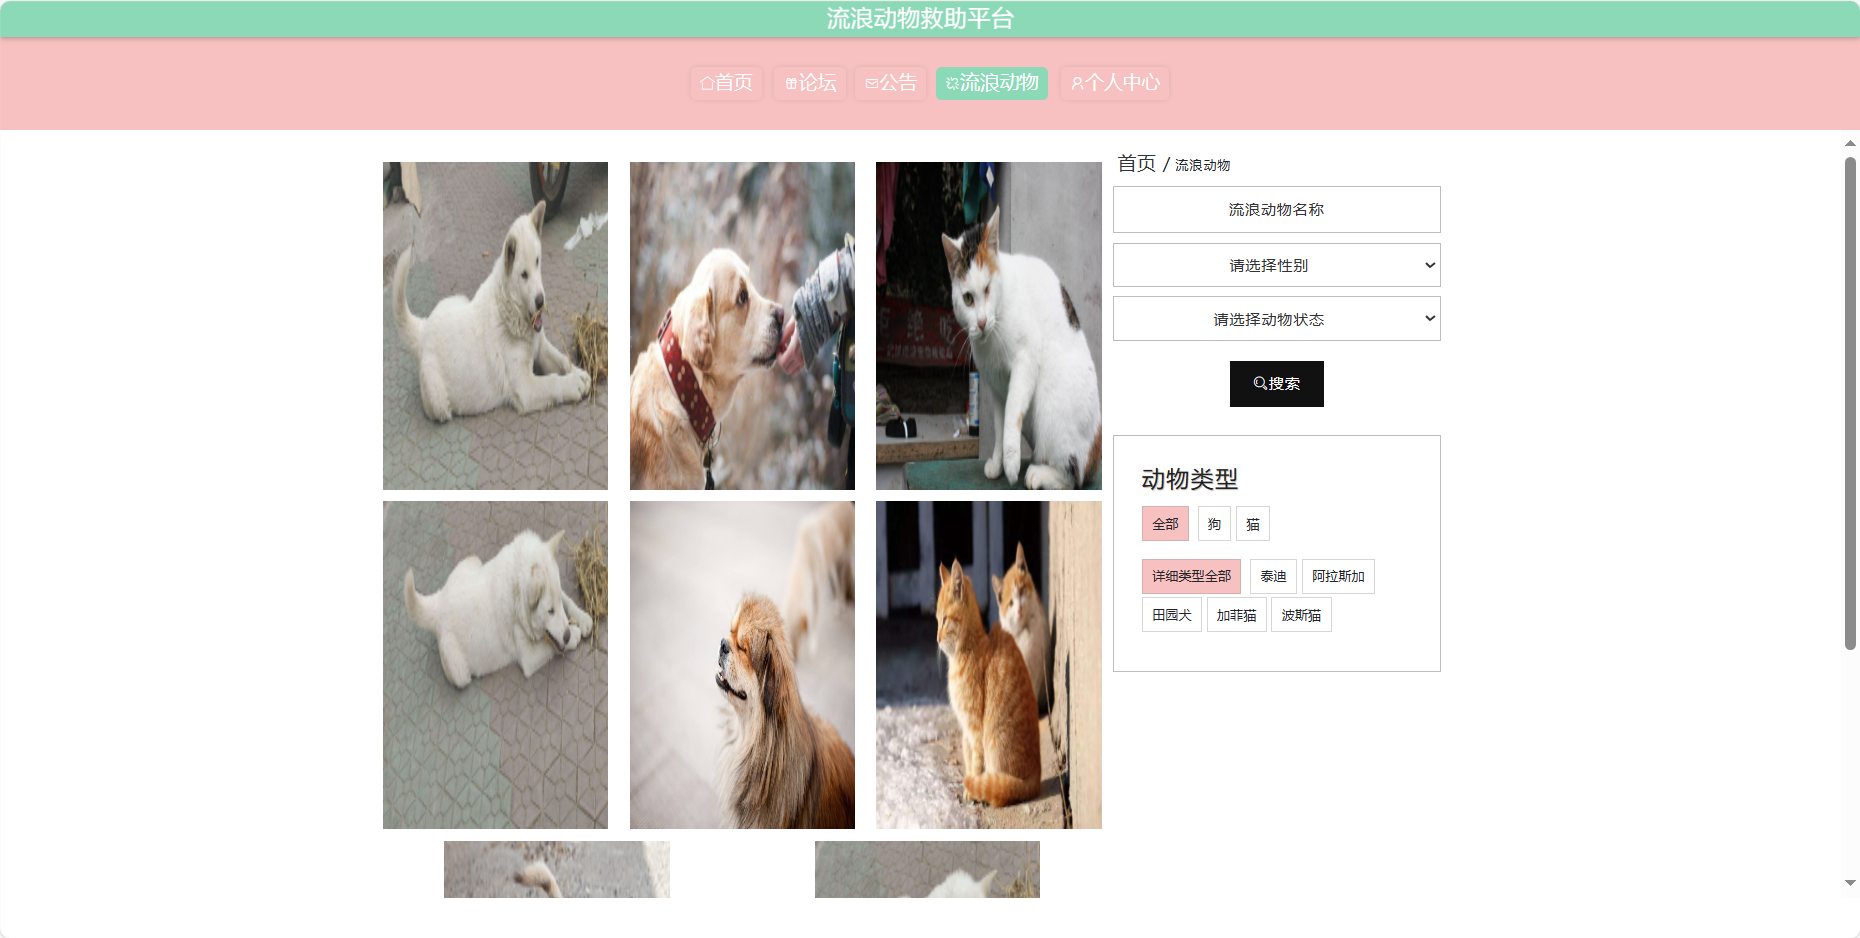 流浪动物救助平台
首页 论坛 公告 流浪动物 个人中心
首页 / 流浪动物
流浪动物名称
请选择性别
请选择动物状态
搜索
动物类型
全部 狗 猫
详细类型全部 泰迪 阿拉斯加
田园犬 加菲猫 波斯猫